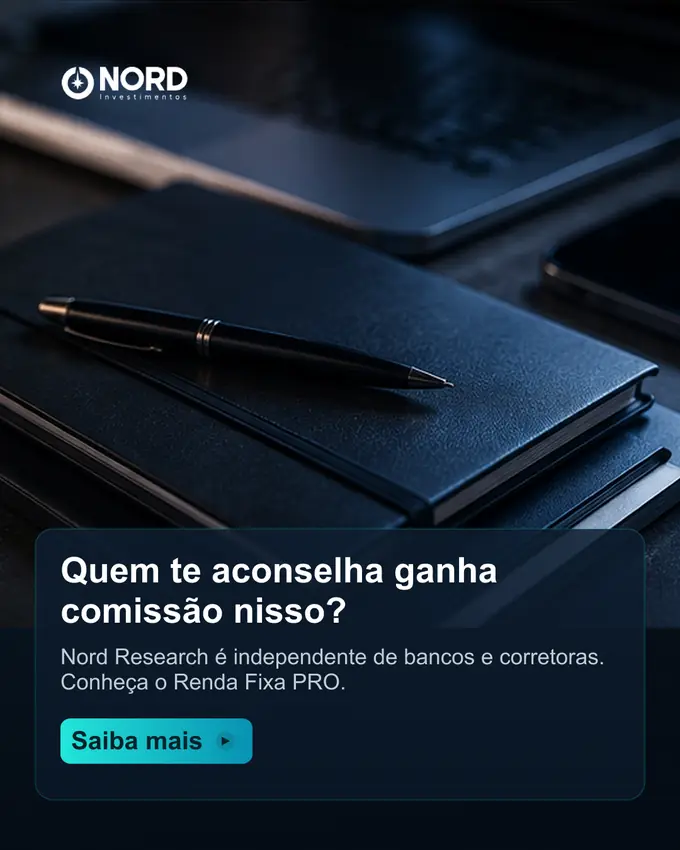 NORD
Investimentos
Quem te aconselha ganha
comissão nisso?
Nord Research é independente de bancos e corretoras.
Conheça o Renda Fixa PRO.
Saiba mais